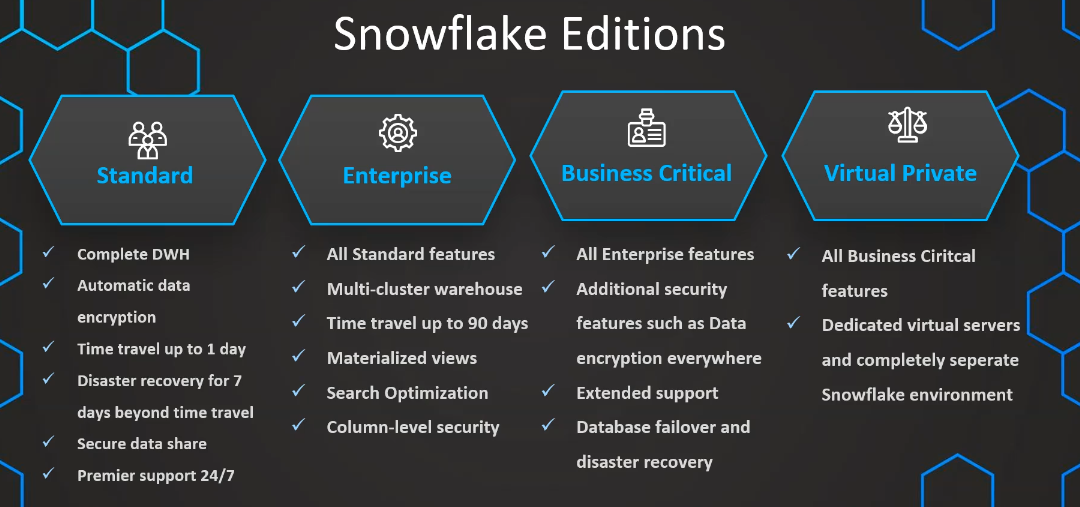 Snowflake Editions
Standard
Complete DWH
Automatic data
encryption
Time travel up to 1 day
Disaster recovery for 7
days beyond time travel
Secure data share
Premier support 24/7
Enterprise
All Standard features
Multi-cluster warehouse
Time travel up to 90 days
Materialized views
Search Optimization
Column-level security
Business Critical
All Enterprise features
Additional security
features such as Data
encryption everywhere
Extended support
Database failover and
disaster recovery
Virtual Private
All Business Ciritcal
features
Dedicated virtual servers
and completely seperate
Snowflake environment